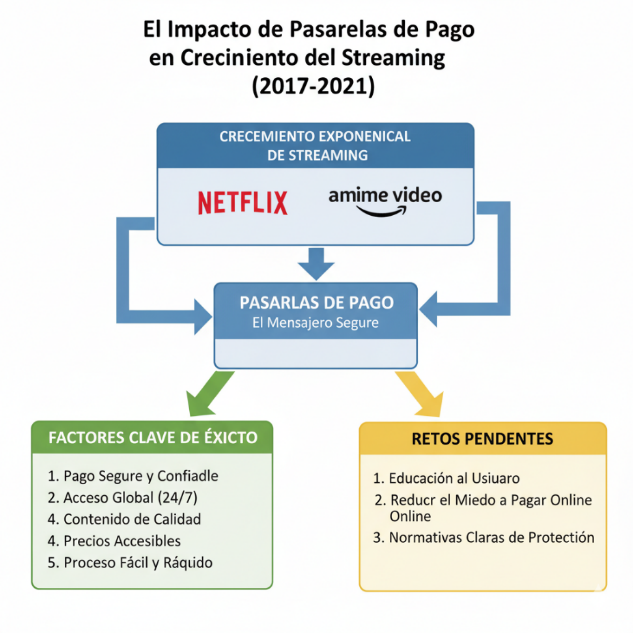 El Impacto de Pasarelas de Pago
en Creciniento del Streaming
(2017-2021)
CRECEMIENTO EXPONENICAL
DE STREAMING
NETFLIX
amime video
PASARLAS DE PAGO
El Mensajero Segure
FACTORES CLAVE DE ÉXICTO
1. Pago Segure y Confiadle
2. Acceso Global (24/7)
4. Contenido de Calidad
4. Precios Accesibles
5. Proceso Fácil y Ráquido
RETOS PENDENTES
1. Educación al Usiuaro
2. Reducr el Miedo a Pagar Online
Online
3. Normativas Claras de Protección